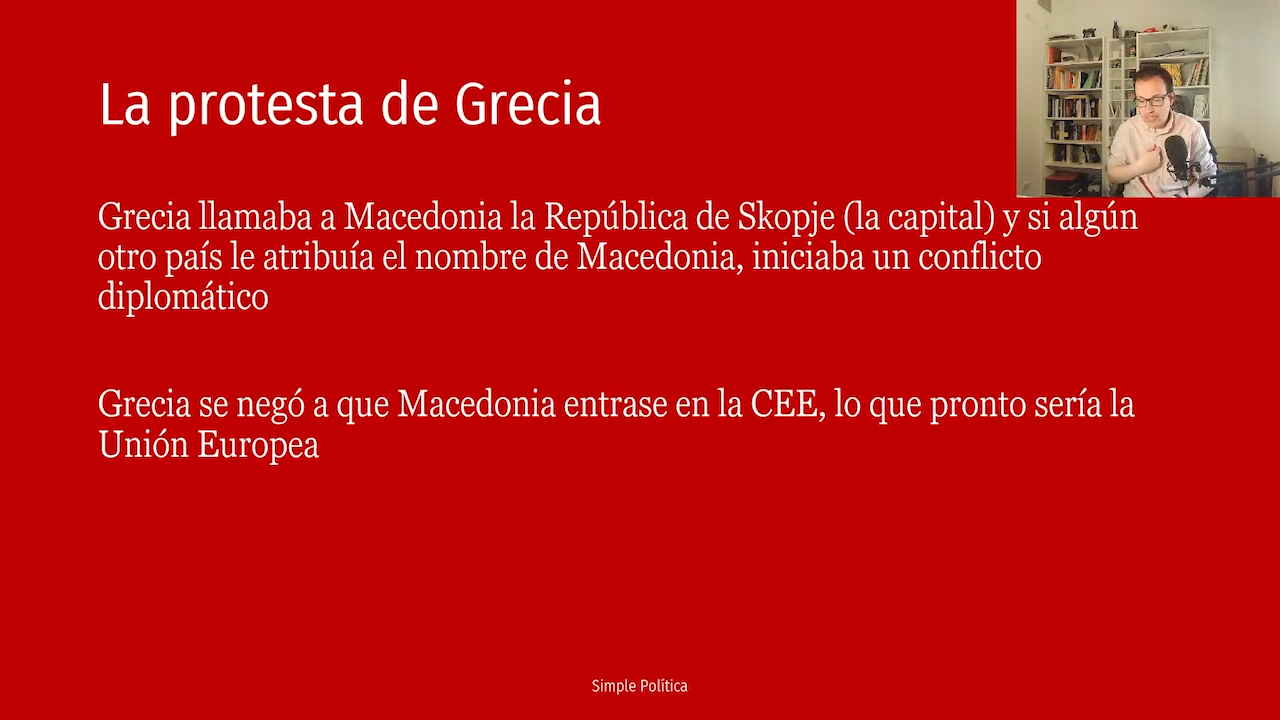 La protesta de Grecia
Grecia llamaba a Macedonia la República de Skopje (la capital) y si algún
otro país le atribuía el nombre de Macedonia, iniciaba un conflicto
diplomático
Grecia se negó a que Macedonia entrase en la CEE, lo que pronto sería la
Unión Europea
Simple Política